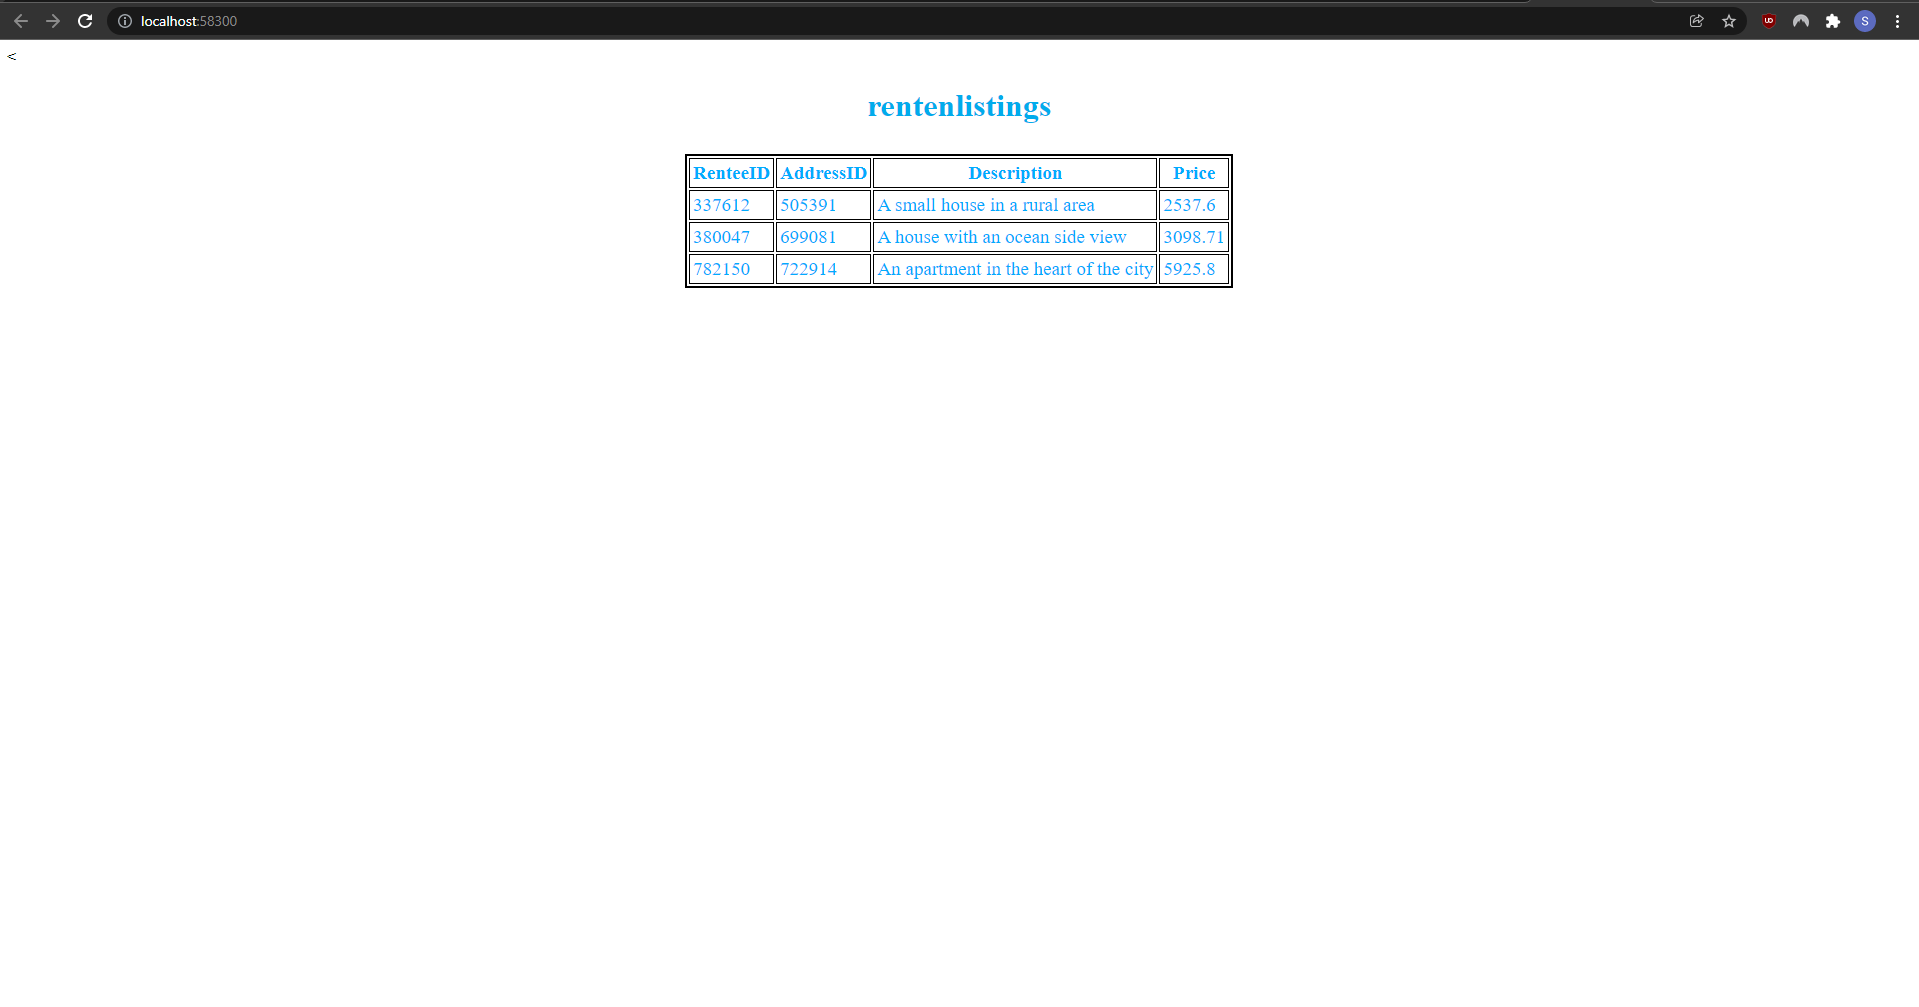 localhost:58300
S
<
rentenlistings
RenteeID AddressID Description Price
337612 505391 A small house in a rural area 2537.6
380047 699081 A house with an ocean side view 3098.71
782150 722914 An apartment in the heart of the city 5925.8